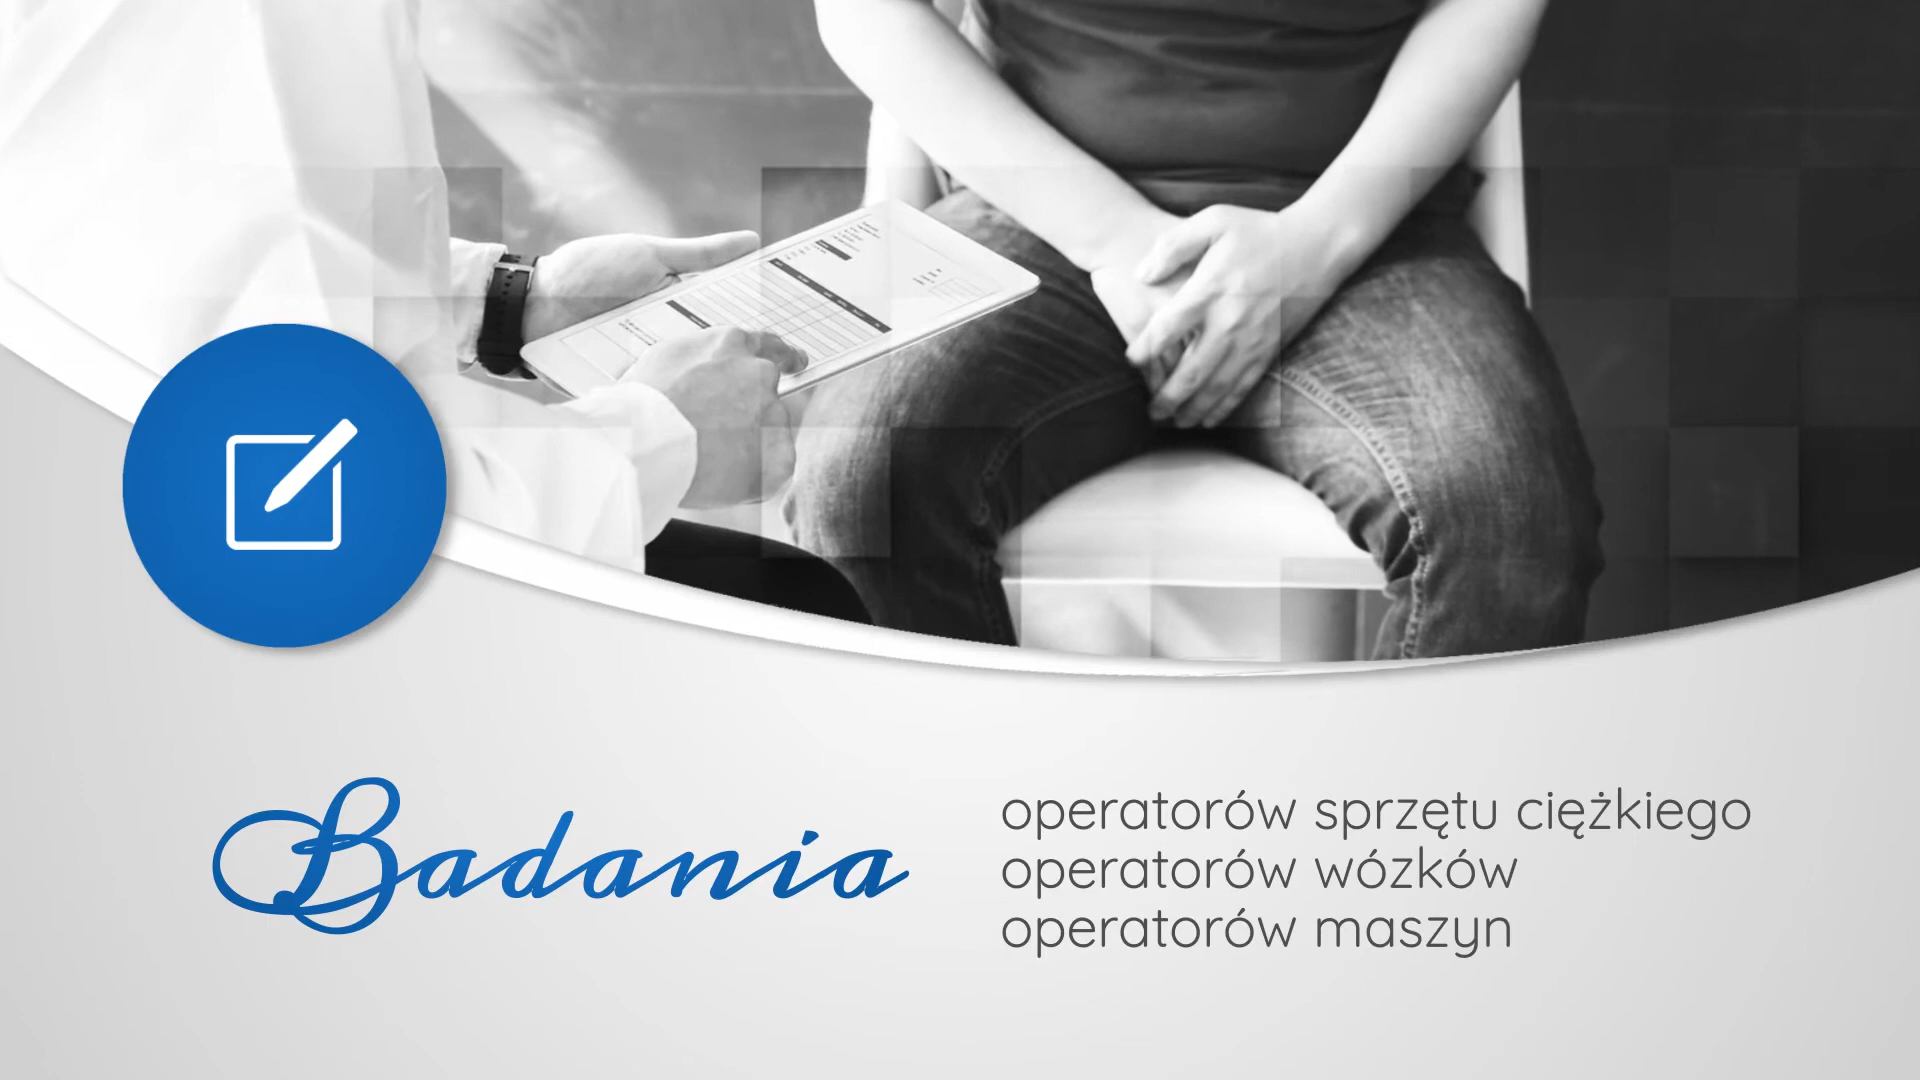 Badania
operatorów sprzętu ciężkiego
operatorów wózków
operatorów maszyn